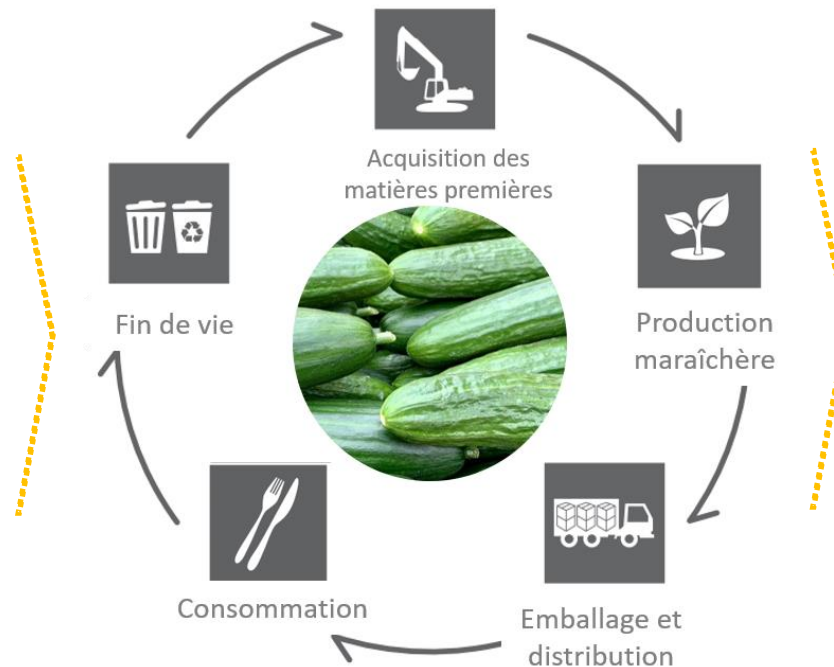 Acquisition des
matières premières
Production
maraîchère
Emballage et
distribution
Consommation
Fin de vie